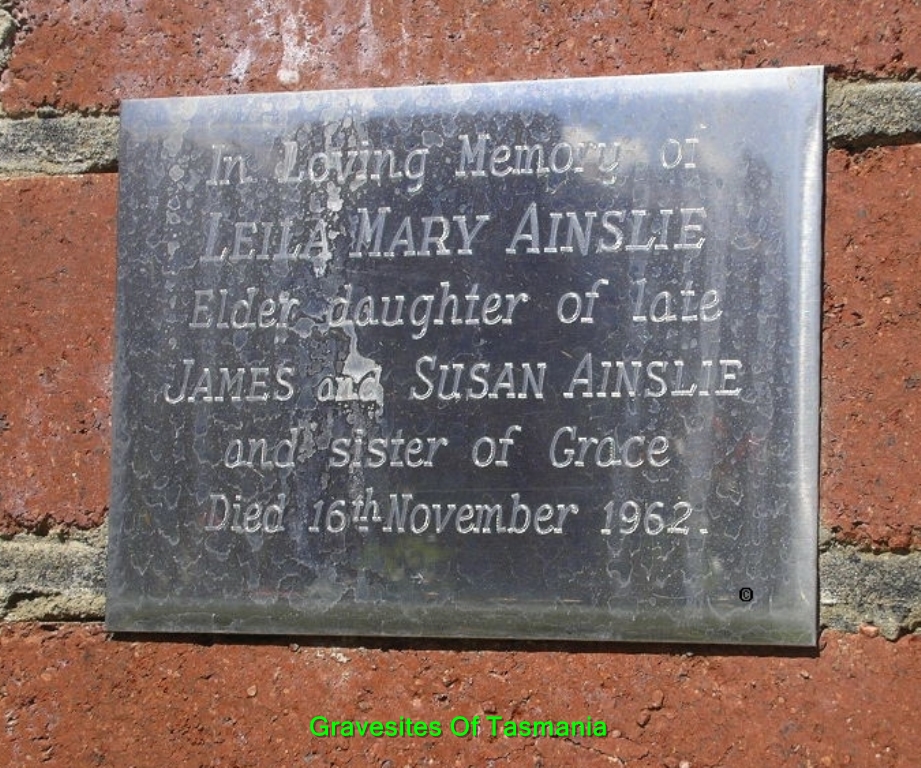 In Loving Memory of
LEILA MARY AINSLIE
Elder daughter of late
JAMES and SUSAN AINSLIE
and sister of Grace
Died 16th November 1962.
©
Gravesites Of Tasmania